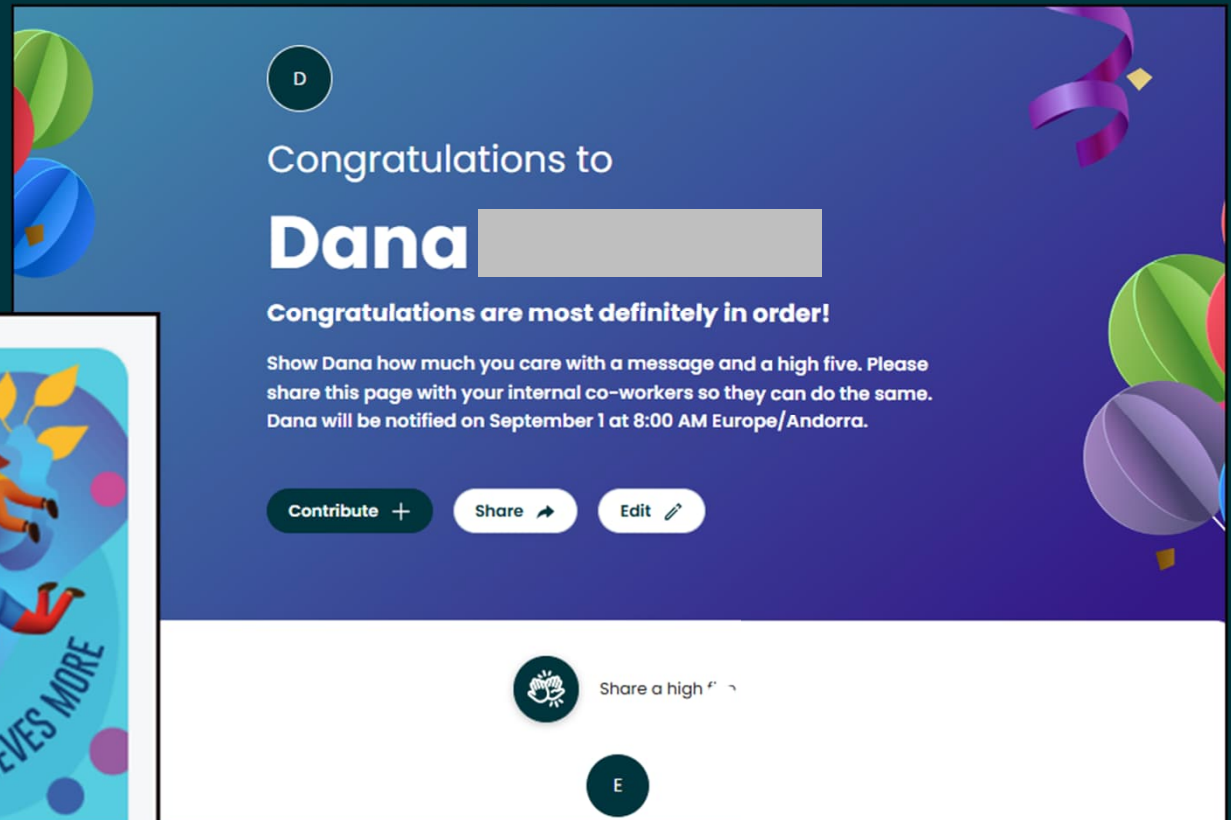 D
Congratulations to
Dana
Congratulations are most definitely in order!
Show Dana how much you care with a message and a high five. Please
share this page with your internal co-workers so they can do the same.
Dana will be notified on September 1 at 8:00 AM Europe/Andorra.
Contribute
Share
Edit
MORE
Share a high
E